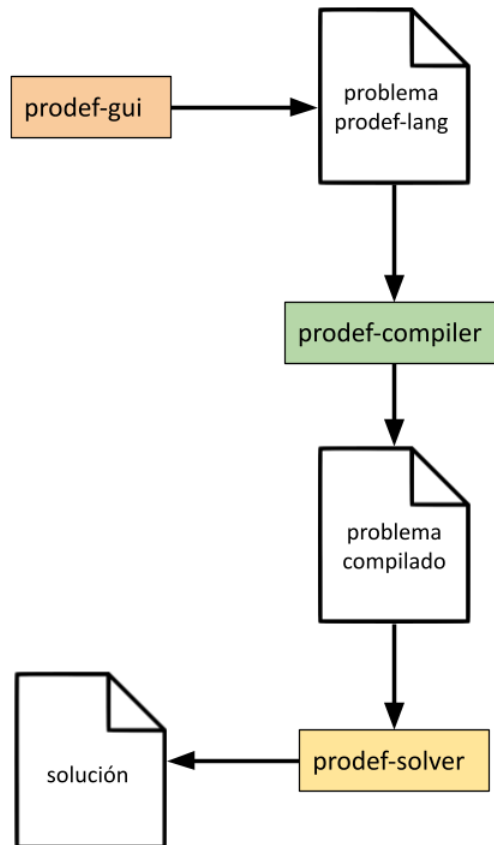 prodef-gui
problema
prodef-lang
prodef-compiler
problema
compilado
prodef-solver
solución